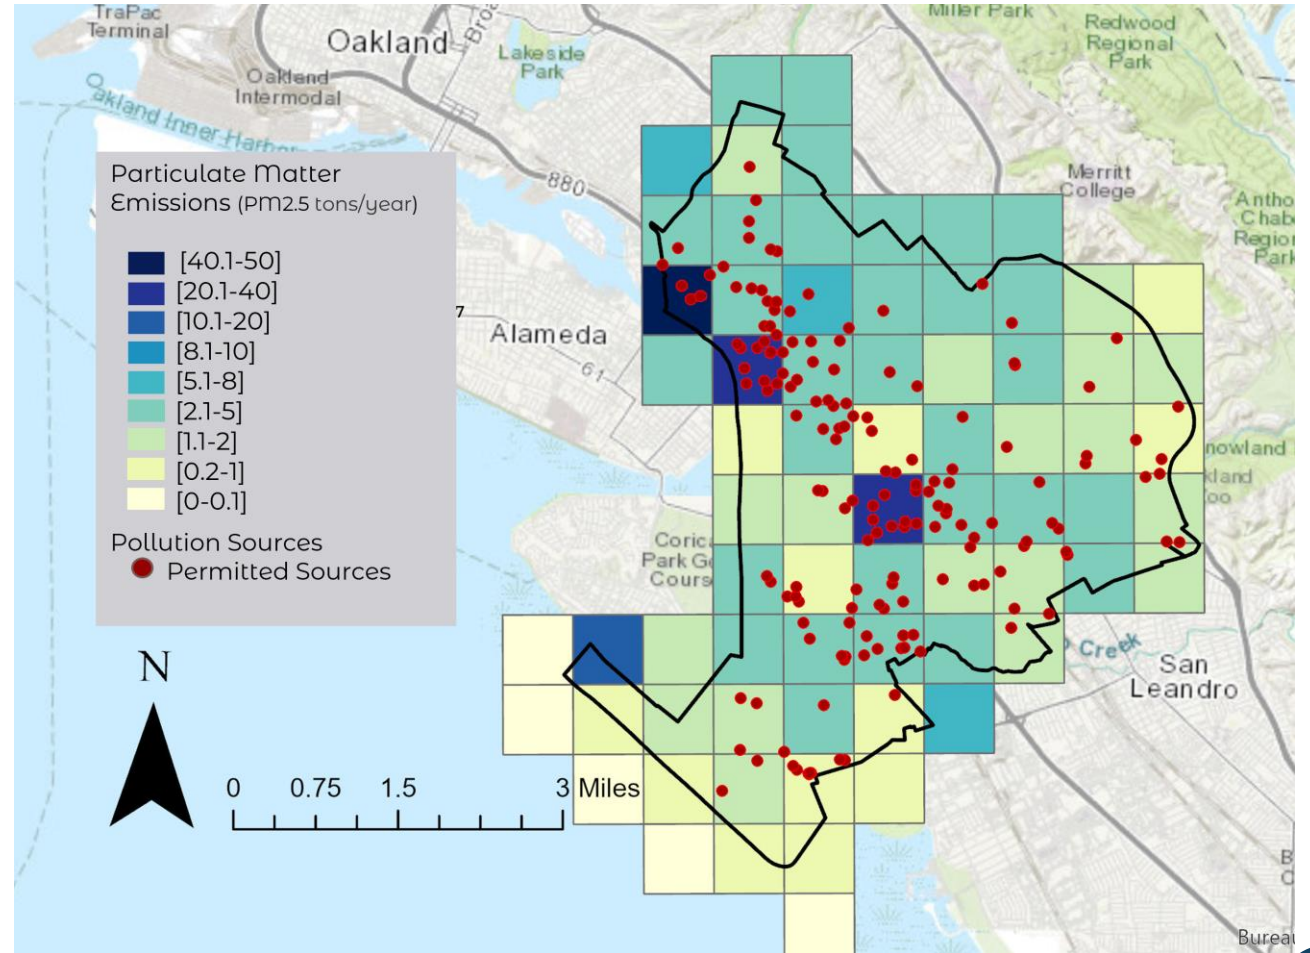 TraPac
Terminal
Oakland
Lakeside
Park
Miller Park
Redwood
Regional
Park
Oakland
Intermodal
Oakland Inner Harbor
880
Merritt
College
Particulate Matter
Emissions (PM2.5 tons/year)
[40.1-50]
[20.1-40]
[10.1-20]
[8.1-10]
[5.1-8]
[2.1-5]
[1.1-2]
[0.2-1]
[0-0.1]
Pollution Sources
Permitted Sources
7
Alameda
61
Park
Cours
Creek
San
Leandro
N
0 0.75 1.5 3 Miles
Bureau